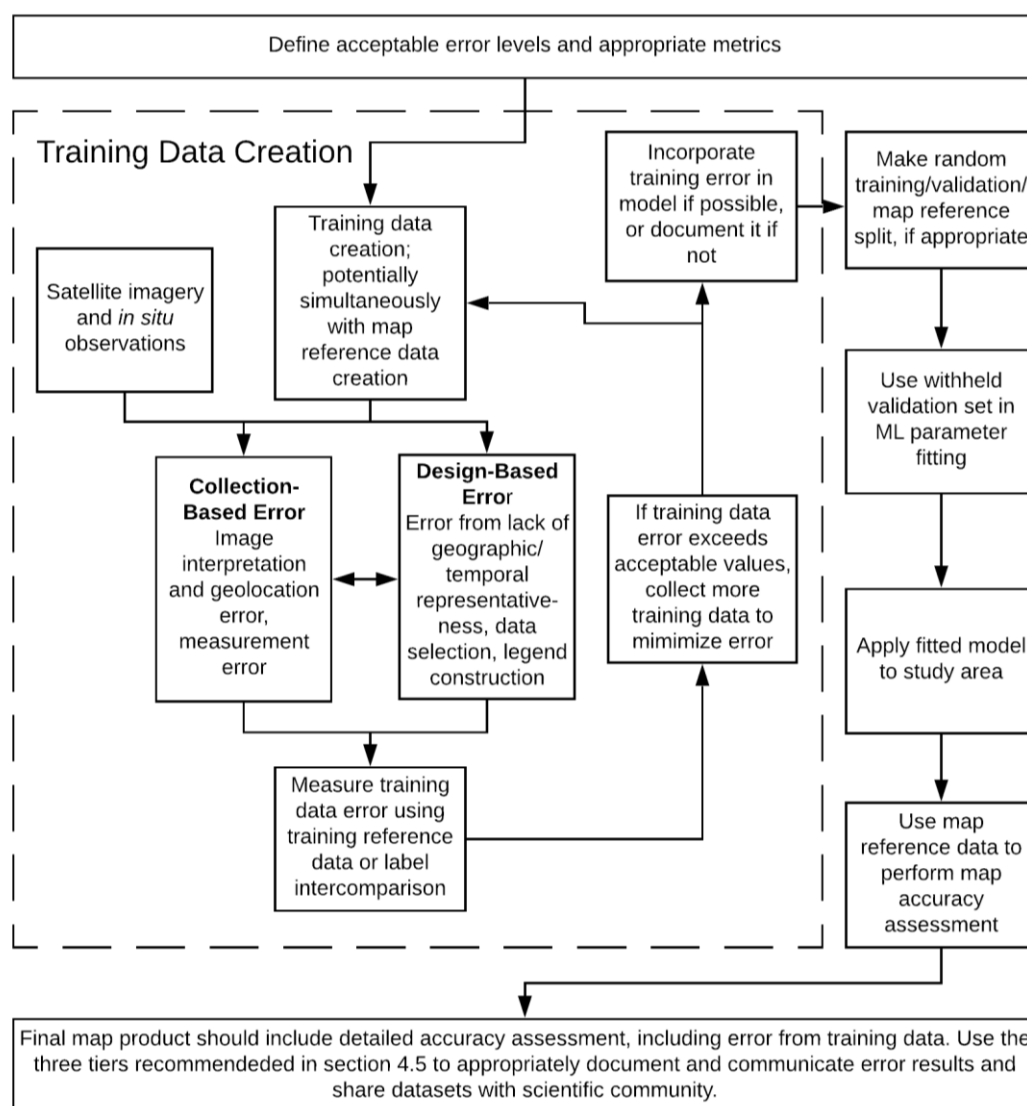 Define acceptable error levels and appropriate metrics
Training Data Creation
Satellite imagery
and in situ
observations
Training data
creation;
potentially
simultaneously
with map
reference data
creation
Collection-
Based Error
Image
interpretation
and geolocation
error,
measurement
error
Design-Based
Error
Error from lack of
geographic/
temporal
representative-
ness, data
selection, legend
construction
Measure training
data error using
training reference
data or label
intercomparison
If training data
error exceeds
acceptable values,
collect more
training data to
mimimize error
Incorporate
training error in
model if possible,
or document it if
not
Make random
training/validation/
map reference
split, if appropriate
Use withheld
validation set in
ML parameter
fitting
Apply fitted model
to study area
Use map
reference data to
perform map
accuracy
assessment
Final map product should include detailed accuracy assessment, including error from training data. Use the
three tiers recommendeded in section 4.5 to appropriately document and communicate error results and
share datasets with scientific community.